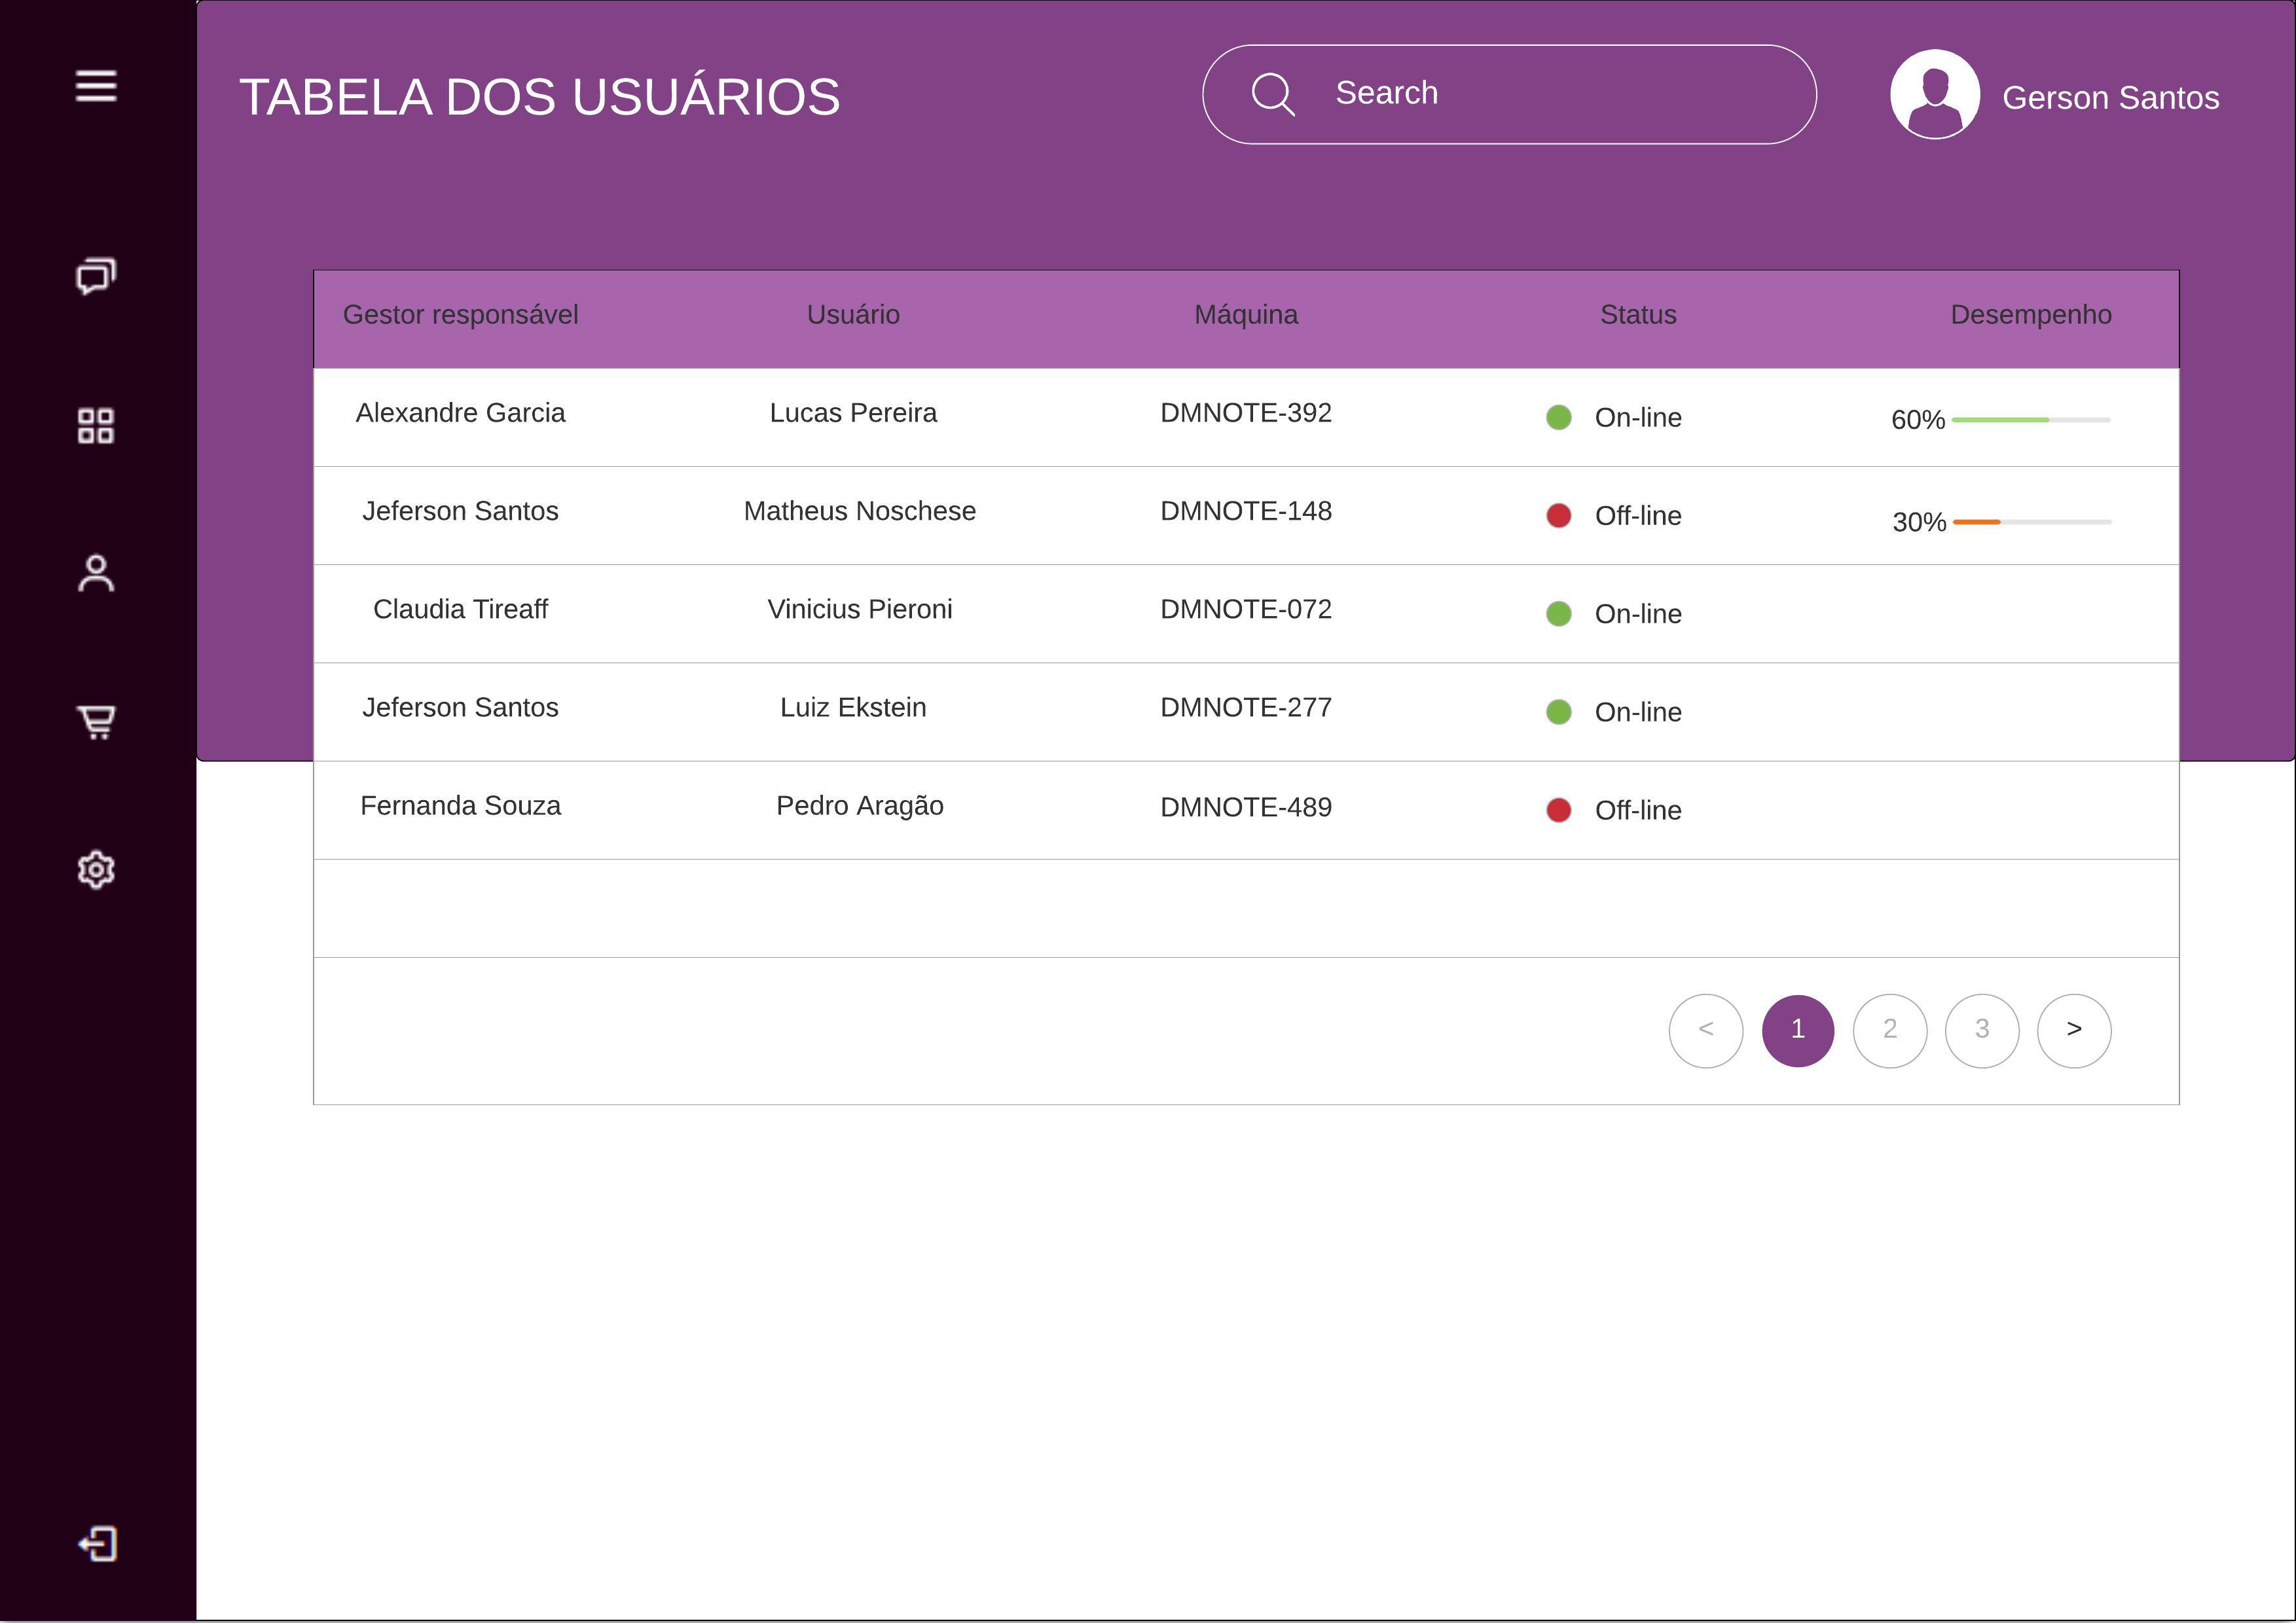 TABELA DOS USUÁRIOS
Search
Gerson Santos
Gestor responsável Usuário Máquina Status Desempenho
Alexandre Garcia Lucas Pereira DMNOTE-392 On-line 60%
Jeferson Santos Matheus Noschese DMNOTE-148 Off-line 30%
Claudia Tireaff Vinicius Pieroni DMNOTE-072 On-line
Jeferson Santos Luiz Ekstein DMNOTE-277 On-line
Fernanda Souza Pedro Aragão DMNOTE-489 Off-line
< 1 2 3 >